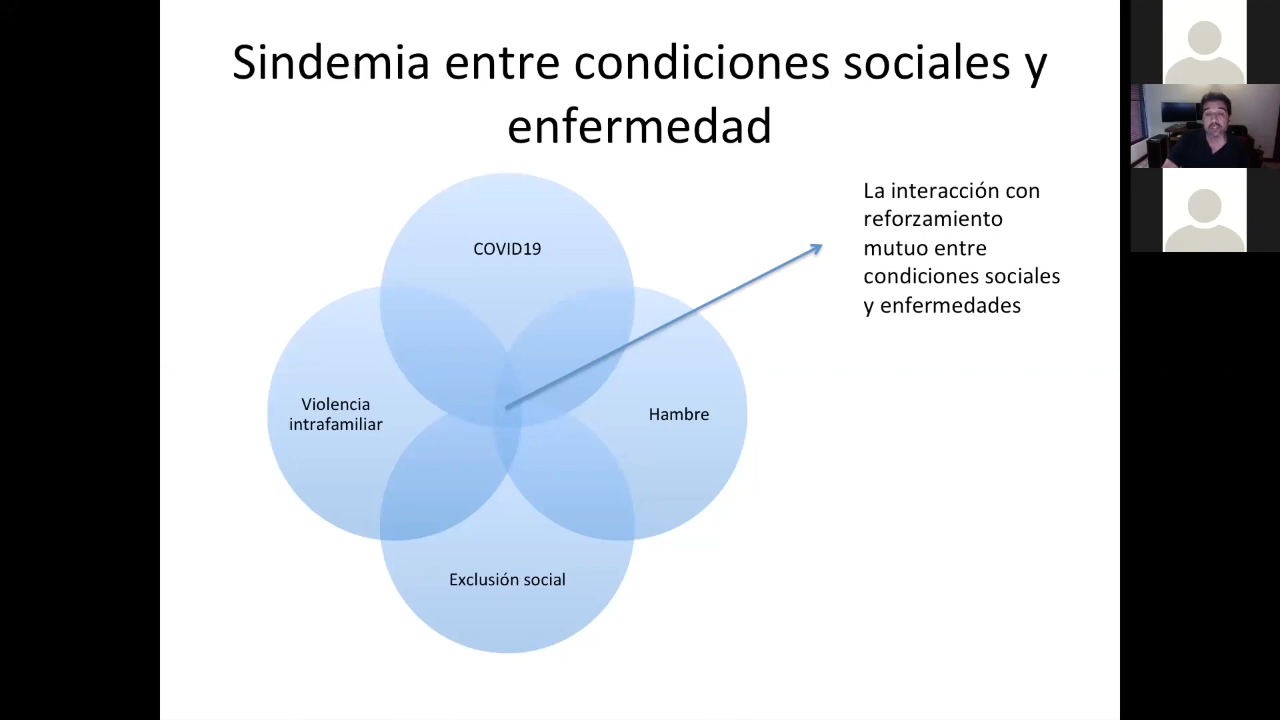 Sindemia entre condiciones sociales y
enfermedad
La interacción con
reforzamiento
mutuo entre
condiciones sociales
y enfermedades
COVID19
Violencia
intrafamiliar
Hambre
Exclusión social